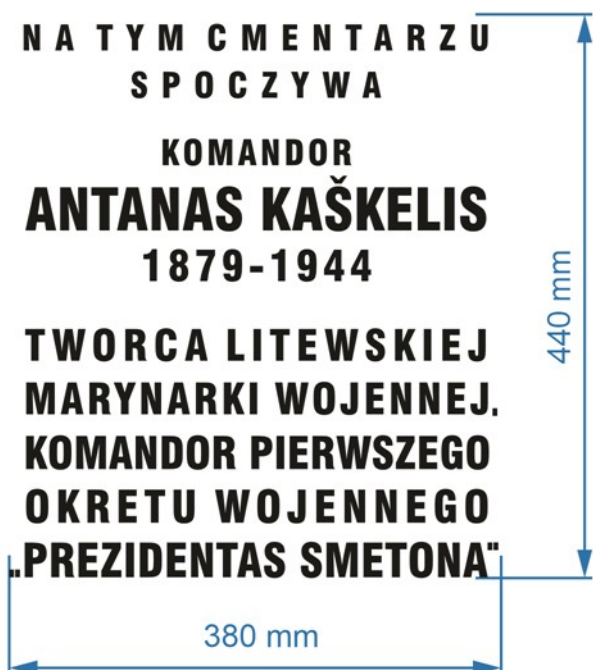 NA TYM CMENTARZU
SPOCZYWA
KOMANDOR
ANTANAS KAŠKELIS
1879-1944
TWORCA LITEWSKIEJ
MARYNARKI WOJENNEJ.
KOMANDOR PIERWSZEGO
OKRETU WOJENNEGO
„PREZIDENTAS SMETONA"
440 mm
380 mm